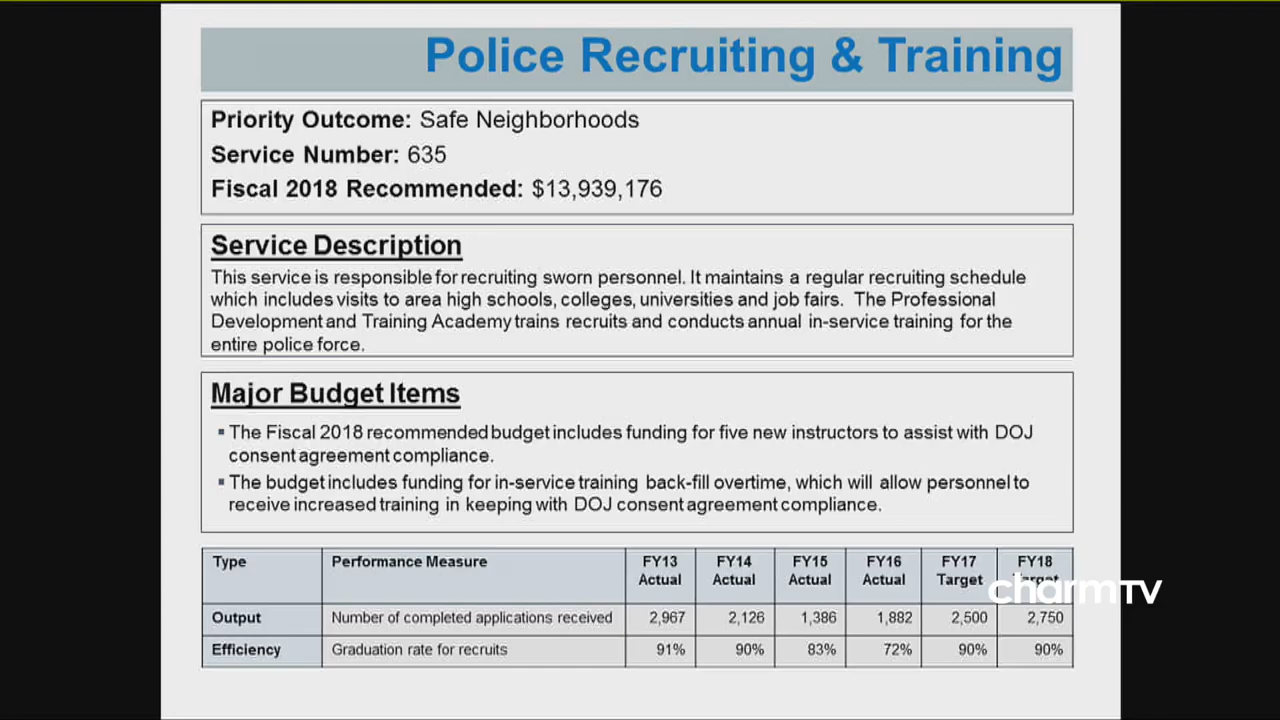 Police Recruiting & Training
Priority Outcome: Safe Neighborhoods
Service Number: 635
Fiscal 2018 Recommended: $13,939,176
Service Description
This service is responsible for recruiting sworn personnel. It maintains a regular recruiting schedule
which includes visits to area high schools, colleges, universities and job fairs. The Professional
Development and Training Academy trains recruits and conducts annual in-service training for the
entire police force.
Major Budget Items
▪ The Fiscal 2018 recommended budget includes funding for five new instructors to assist with DOJ
consent agreement compliance.
▪ The budget includes funding for in-service training back-fill overtime, which will allow personnel to
receive increased training in keeping with DOJ consent agreement compliance.
Type Performance Measure FY13 Actual FY14 Actual FY15 Actual FY16 Actual FY17 Target FY18 Target
Output Number of completed applications received 2,967 2,126 1,386 1,882 2,500 2,750
Efficiency Graduation rate for recruits 91% 90% 83% 72% 90% 90%
charmTV